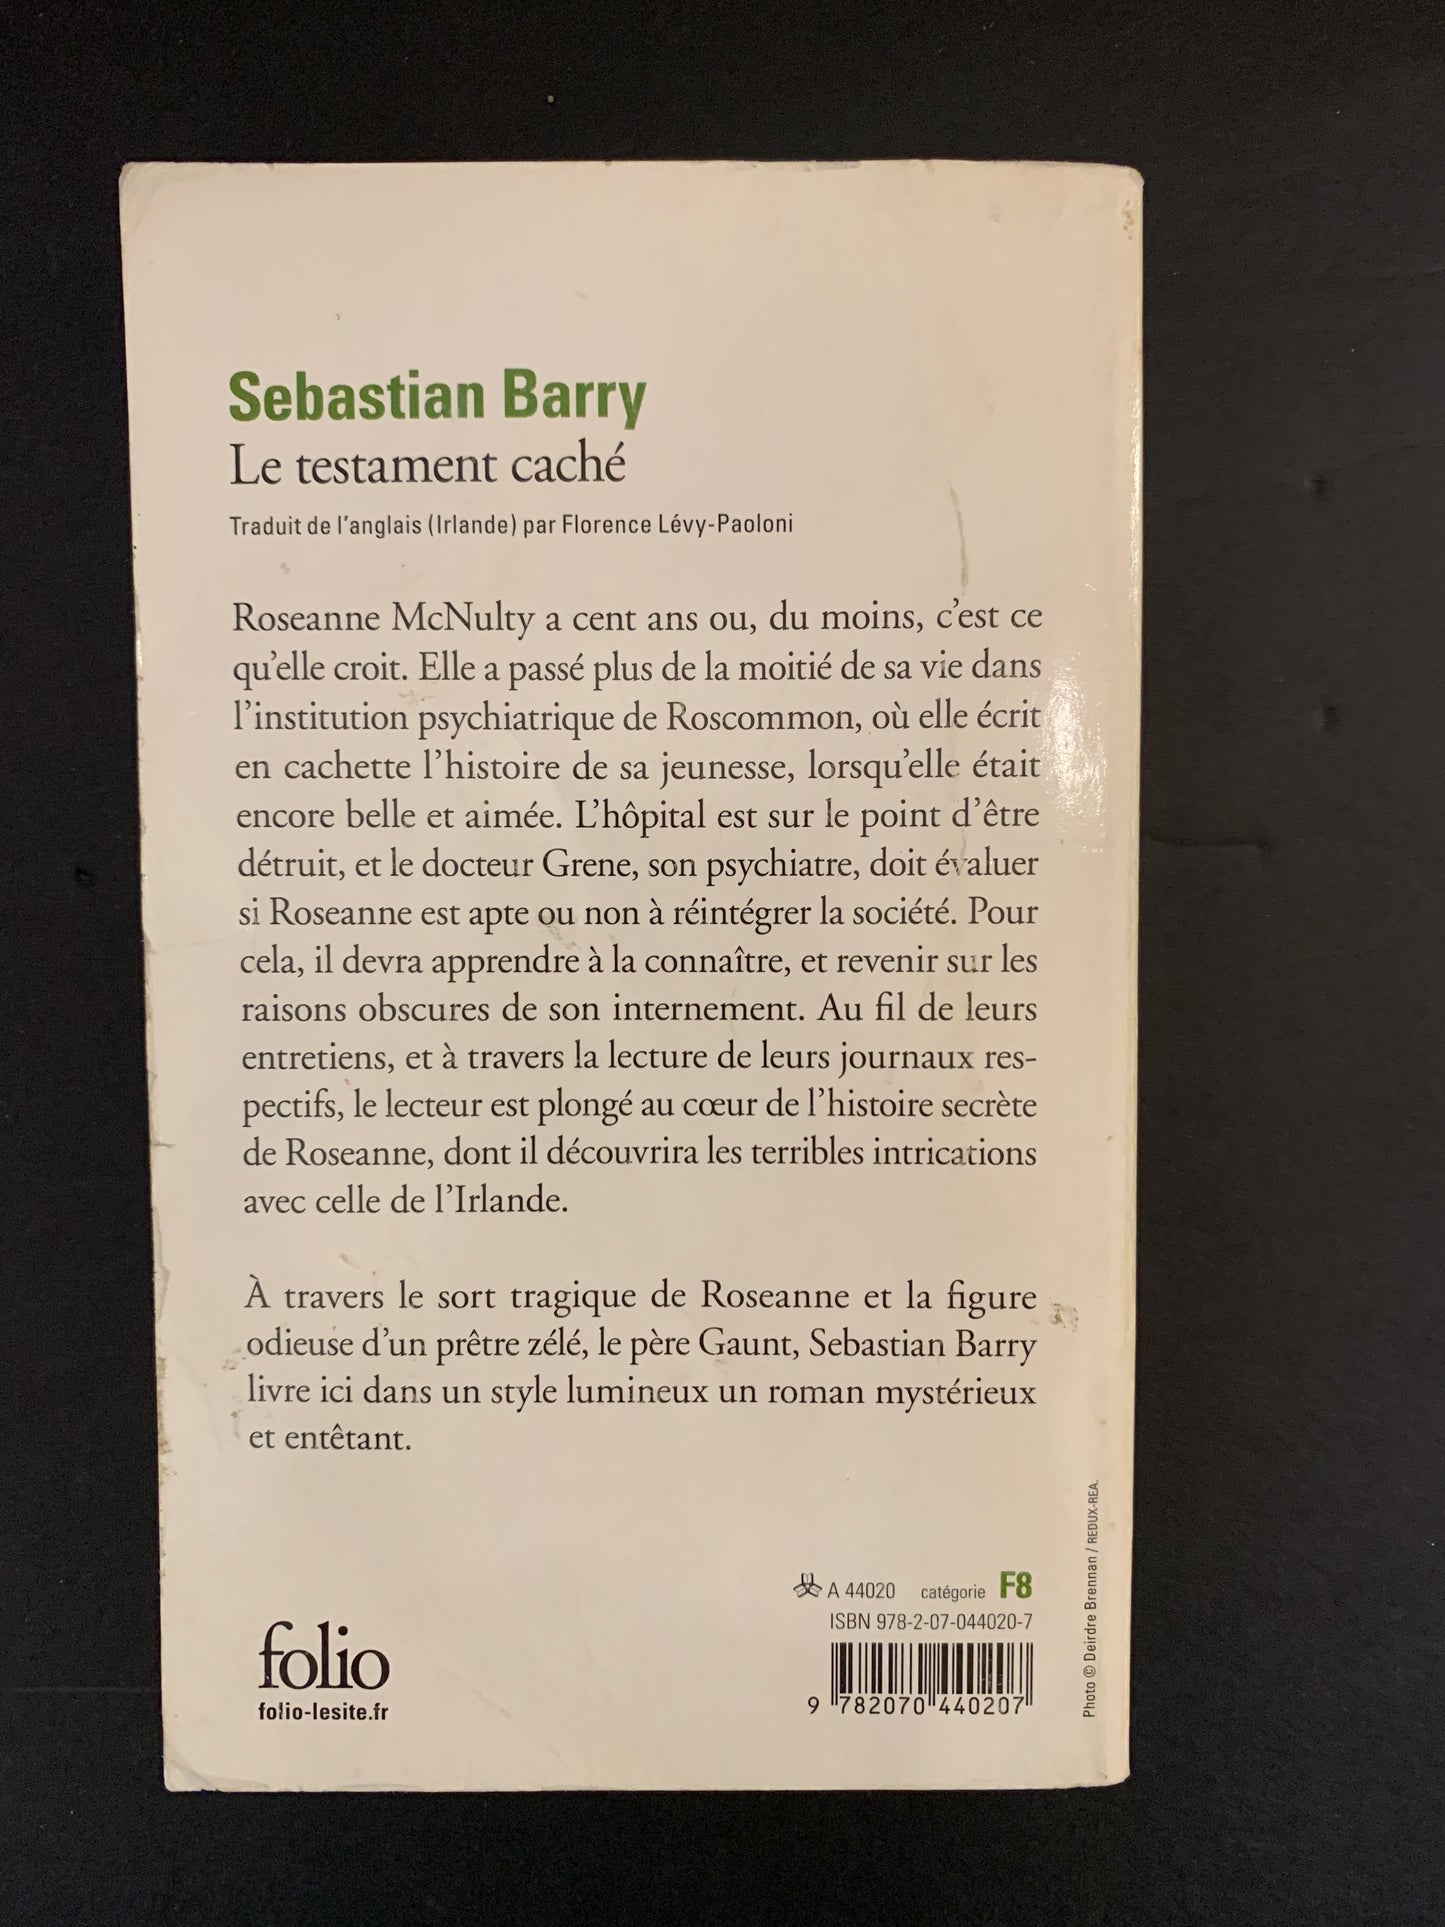 Sebastian Barry
Le testament caché
Traduit de l'anglais (Irlande) par Florence Lévy-Paoloni
Roseanne McNulty a cent ans ou, du moins, c'est ce
qu'elle croit. Elle a passé plus de la moitié de sa vie dans
l'institution psychiatrique de Roscommon, où elle écrit
en cachette l'histoire de sa jeunesse, lorsqu'elle était
encore belle et aimée. L'hôpital est sur le point d'être
détruit, et le docteur Grene, son psychiatre, doit évaluer
si Roseanne est apte ou non à réintégrer la société. Pour
cela, il devra apprendre à la connaître, et revenir sur les
raisons obscures de son internement. Au fil de leurs
entretiens, et à travers la lecture de leurs journaux res-
pectifs, le lecteur est plongé au cœur de l'histoire secrète
de Roseanne, dont il découvrira les terribles intrications
avec celle de l'Irlande.
À travers le sort tragique de Roseanne et la figure
odieuse d'un prêtre zélé, le père Gaunt, Sebastian Barry
livre ici dans un style lumineux un roman mystérieux
et entêtant.
folio
folio-lesite.fr
A 44020 catégorie F8
ISBN 978-2-07-044020-7
9 782070 440207
Photo © Deirdre Brennan / REDUX-REA.